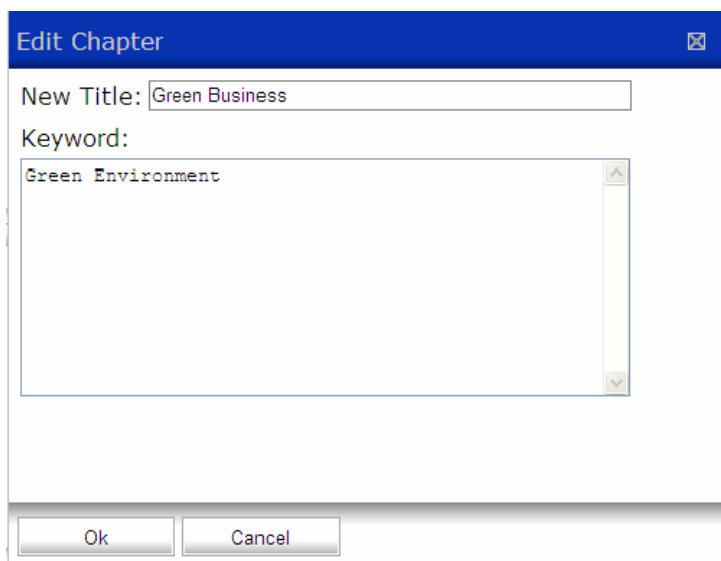 Edit Chapter
New Title: Green Business
Keyword:
Green Environment
Ok Cancel